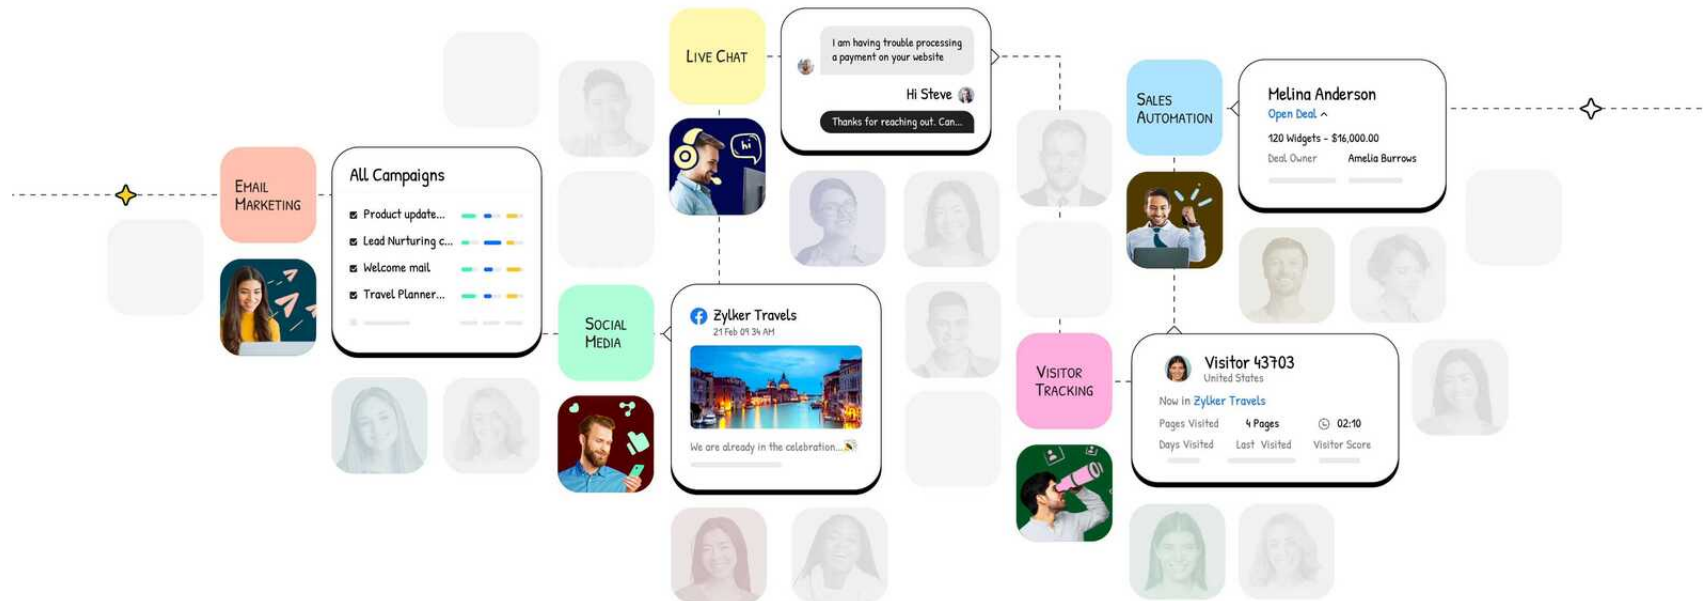 EMAIL
MARKETING
All Campaigns
Product update...
Lead Nurturing c...
Welcome mail
Travel Planner...
SOCIAL
MEDIA
Zylker Travels
21 Feb 09 34 AM
We are already in the celebration...
LIVE CHAT
hi
I am having trouble processing
a payment on your website
Hi Steve
Thanks for reaching out. Can...
VISITOR
TRACKING
Visitor 43703
United States
Now in Zylker Travels
Pages Visited 4 Pages 02:10
Days Visited Last Visited Visitor Score
SALES
AUTOMATION
Melina Anderson
Open Deal
120 Widgets - $16,000.00
Deal Owner Amelia Burrows